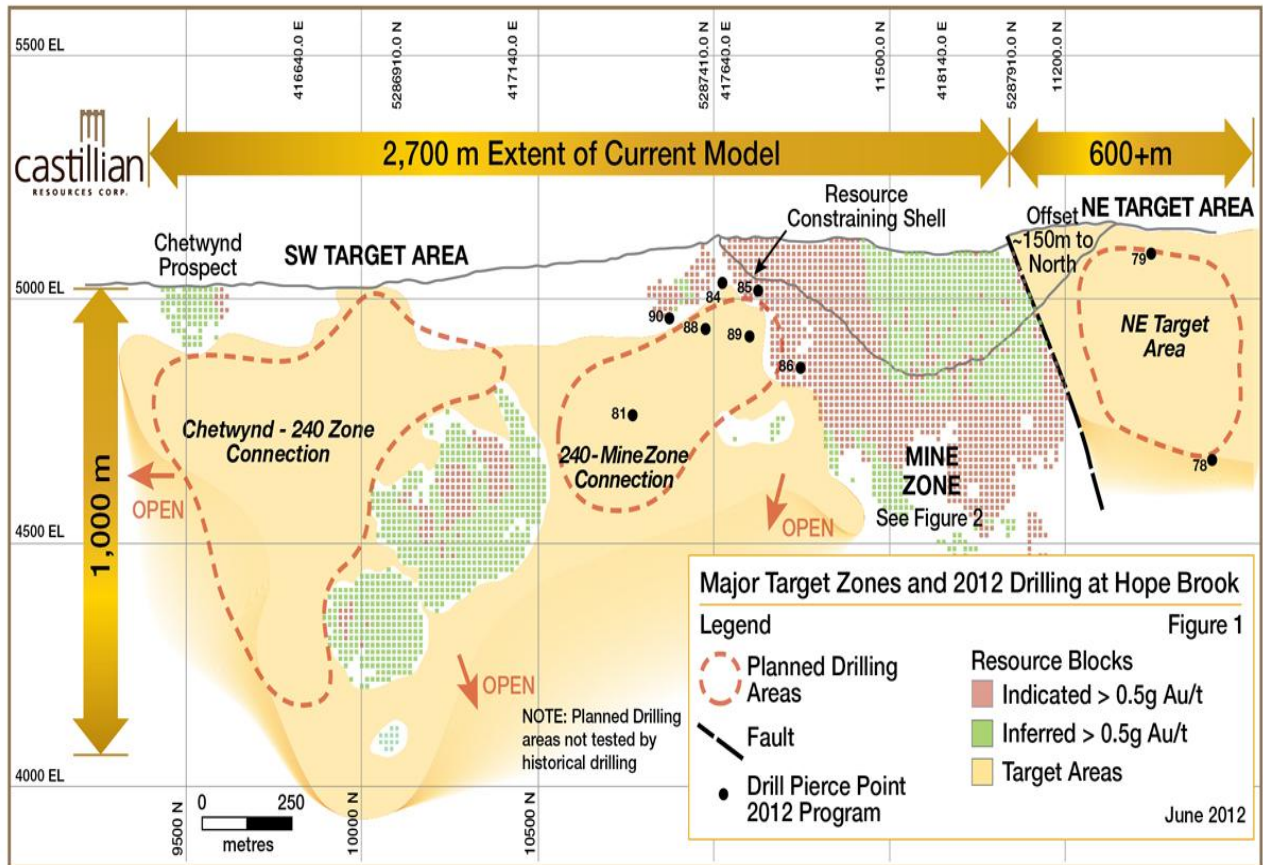 5500 EL
416640.0 E
5286910.0 N
417140.0 E
5287410.0 N
417640.0 E
11500.0 N
418140.0 E
5287910.0 N
11200.0 N
castillian
RESOURCES CORP.
2,700 m Extent of Current Model
600+m
Chetwynd
Prospect
SW TARGET AREA
Resource
Constraining Shell
Offset
~150m to
North
NE TARGET AREA
5000 EL
84
85
79
90
88
89
86
NE Target
Area
81
Chetwynd - 240 Zone
Connection
240-Mine Zone
Connection
MINE
ZONE
See Figure 2
78
OPEN
OPEN
1,000 m
4500 EL
OPEN
NOTE: Planned Drilling
areas not tested by
historical drilling
4000 EL
0 250
metres
9500 N
10000 N
10500 N
Major Target Zones and 2012 Drilling at Hope Brook
Legend
Figure 1
Planned Drilling
Areas
Fault
Drill Pierce Point
2012 Program
Resource Blocks
Indicated > 0.5g Au/t
Inferred > 0.5g Au/t
Target Areas
June 2012